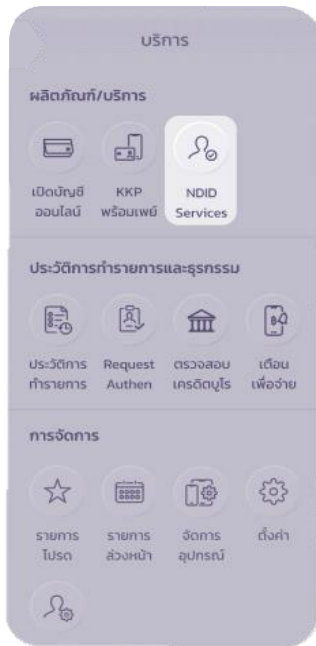 บริการ
ผลิตภัณฑ์/บริการ
เปิดบัญชี
ออนไลน์
KKP
พร้อมเพย์
NDID
Services
ประวัติการทำรายการและธุรกรรม
ประวัติการ
ทำรายการ
Request
Authen
ตรวจสอบ
เครดิตบูโร
เตือน
เพื่อจ่าย
การจัดการ
รายการ
โปรด
รายการ
ล่วงหน้า
จัดการ
อุปกรณ์
ตั้งค่า